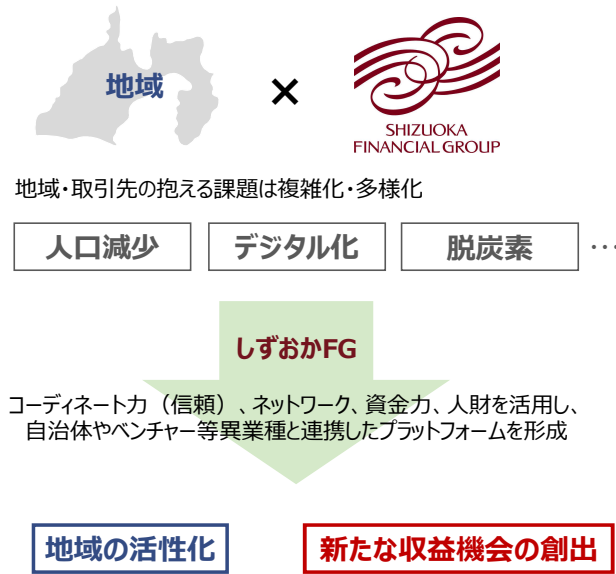 地域
×
SHIZUOKA
FINANCIAL GROUP
地域・取引先の抱える課題は複雑化・多様化
人口減少
デジタル化
脱炭素
…
しずおかFG
コーディネート力（信頼）、ネットワーク、資金力、人財を活用し、
自治体やベンチャー等異業種と連携したプラットフォームを形成
地域の活性化
新たな収益機会の創出